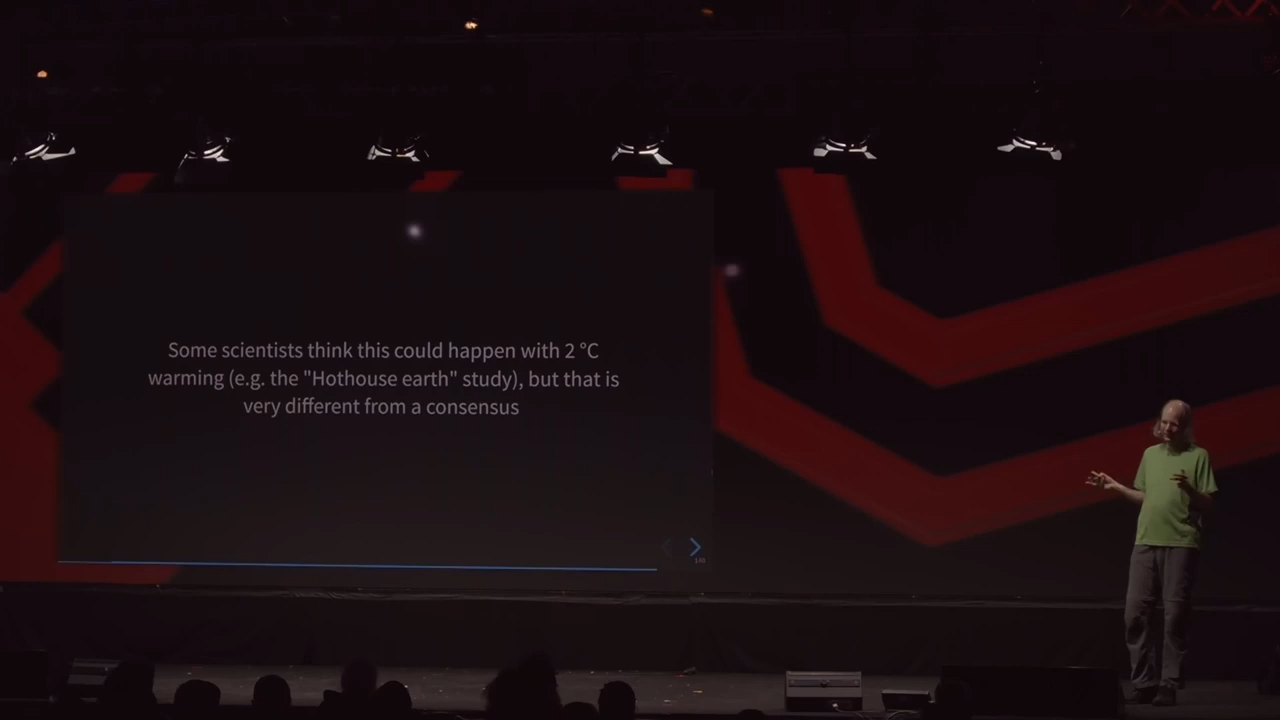 Some scientists think this could happen with 2 °C
warming (e.g. the "Hothouse earth" study), but that is
very different from a consensus